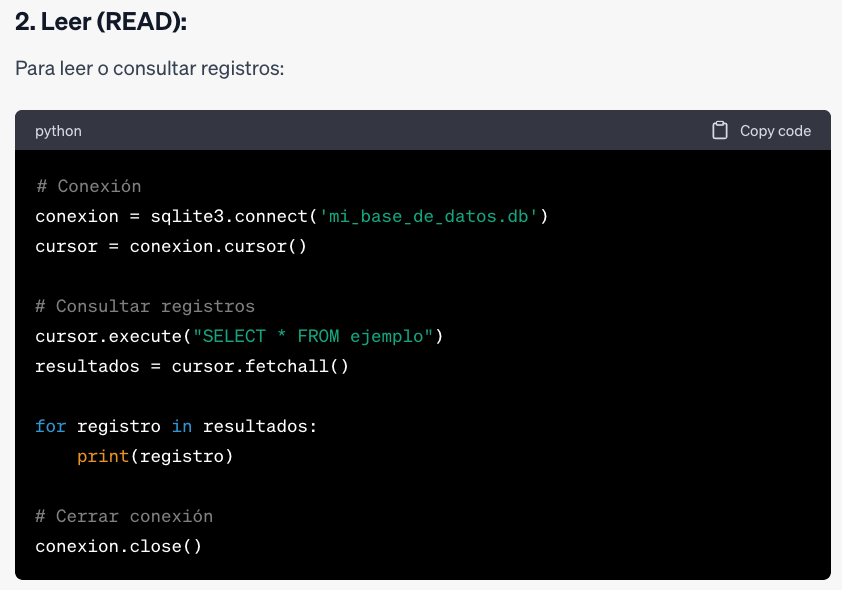 2. Leer (READ):
Para leer o consultar registros:
python
Copy code
# Conexión
conexion = sqlite3.connect('mi_base_de_datos.db')
cursor = conexion.cursor()
# Consultar registros
cursor.execute("SELECT * FROM ejemplo")
resultados = cursor.fetchall()
for registro in resultados:
    print(registro)
# Cerrar conexión
conexion.close()